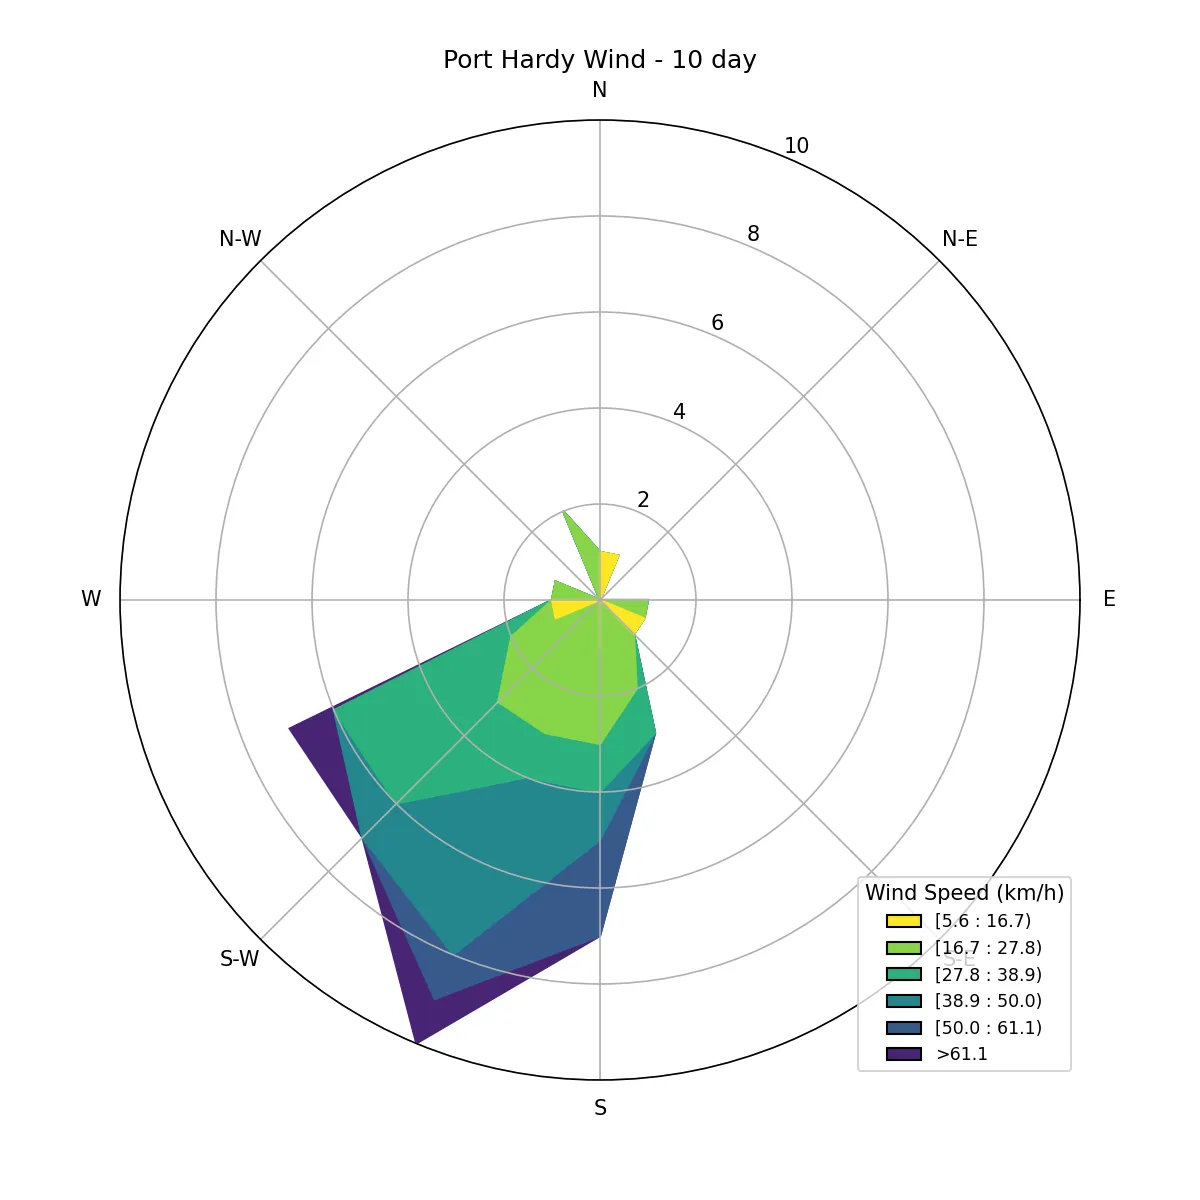 Port Hardy Wind - 10 day
N
10
N-W
8
N-E
6
4
2
W
E
S-W
S-E
S
Wind Speed (km/h)
[5.6 : 16.7)
[16.7 : 27.8)
[27.8 : 38.9)
[38.9 : 50.0)
[50.0 : 61.1)
>61.1